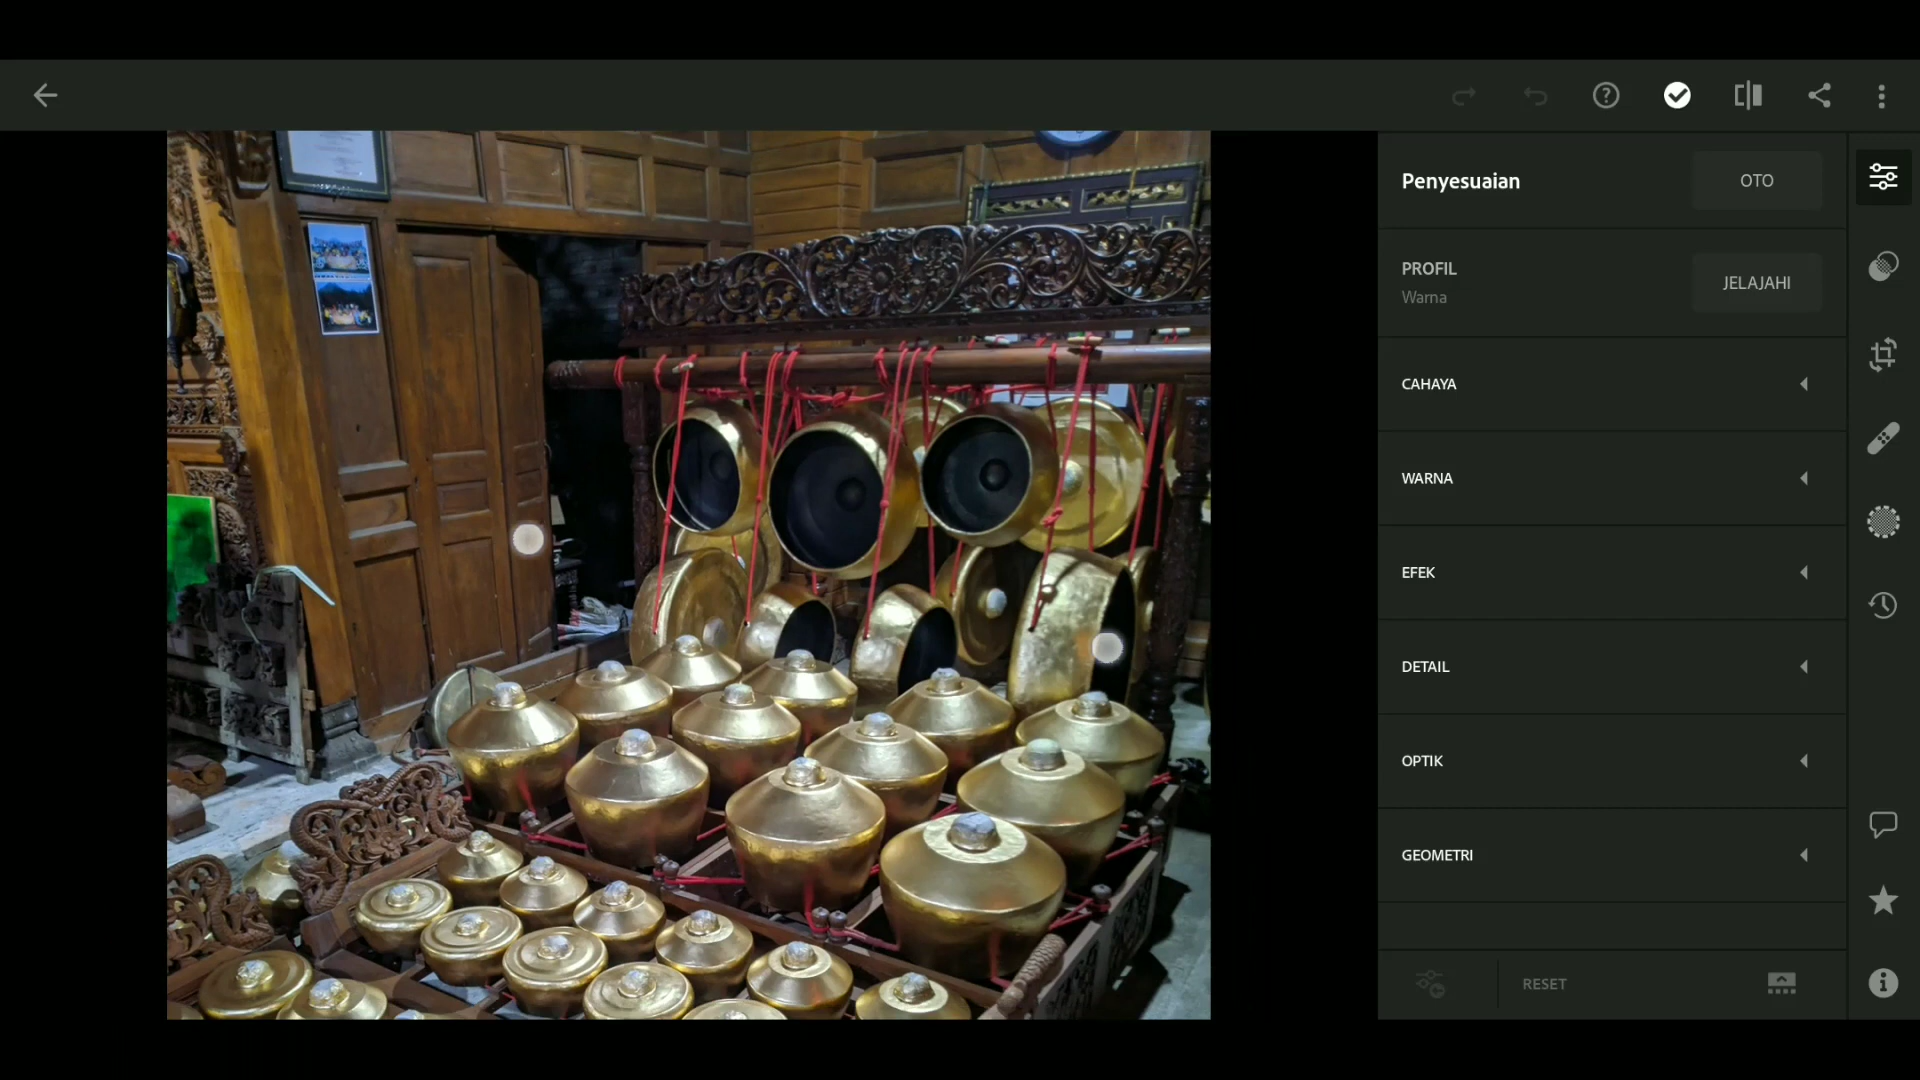 Penyesuaian
OTO
PROFIL
Warna
JELAJAHI
CAHAYA
WARNA
EFEK
DETAIL
OPTIK
GEOMETRI
RESET